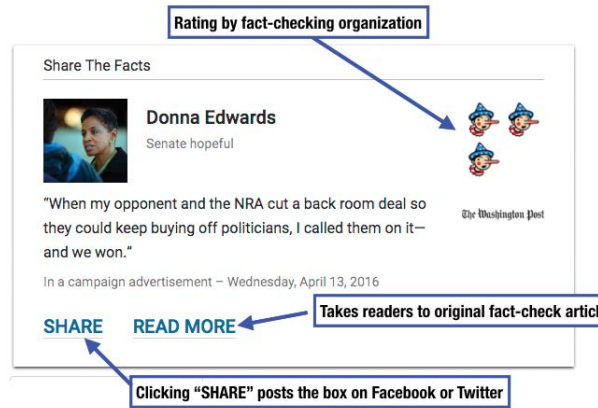 Rating by fact-checking organization
Share The Facts
Donna Edwards
Senate hopeful
“When my opponent and the NRA cut a back room deal so
they could keep buying off politicians, I called them on it—
and we won.”
The Washington Post
In a campaign advertisement – Wednesday, April 13, 2016
SHARE READ MORE
Takes readers to original fact-check articl
Clicking “SHARE” posts the box on Facebook or Twitter